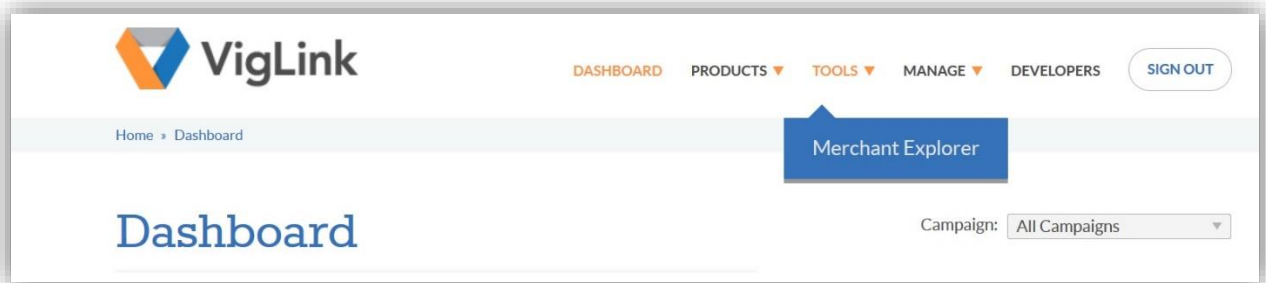 VigLink
DASHBOARD PRODUCTS TOOLS MANAGE DEVELOPERS SIGN OUT
Home » Dashboard
Merchant Explorer
Dashboard
Campaign: All Campaigns